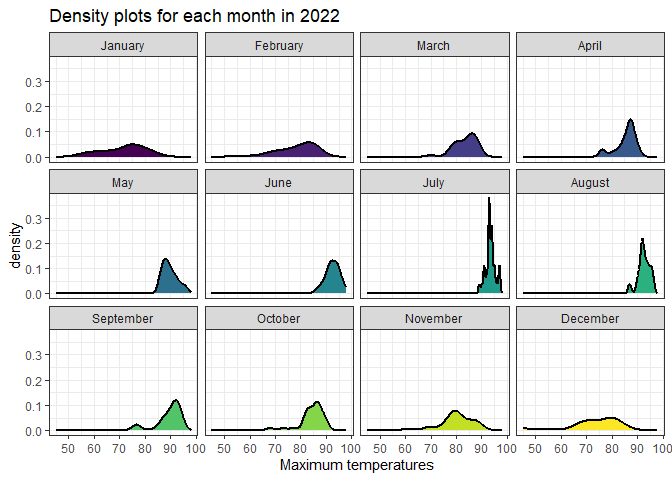 Density plots for each month in 2022
January February March April
0.3
0.2
0.1
0.0
May June July August
density
0.3
0.2
0.1
0.0
September October November December
0.3
0.2
0.1
0.0
50 60 70 80 90 100 50 60 70 80 90 100 50 60 70 80 90 100 50 60 70 80 90 100
Maximum temperatures